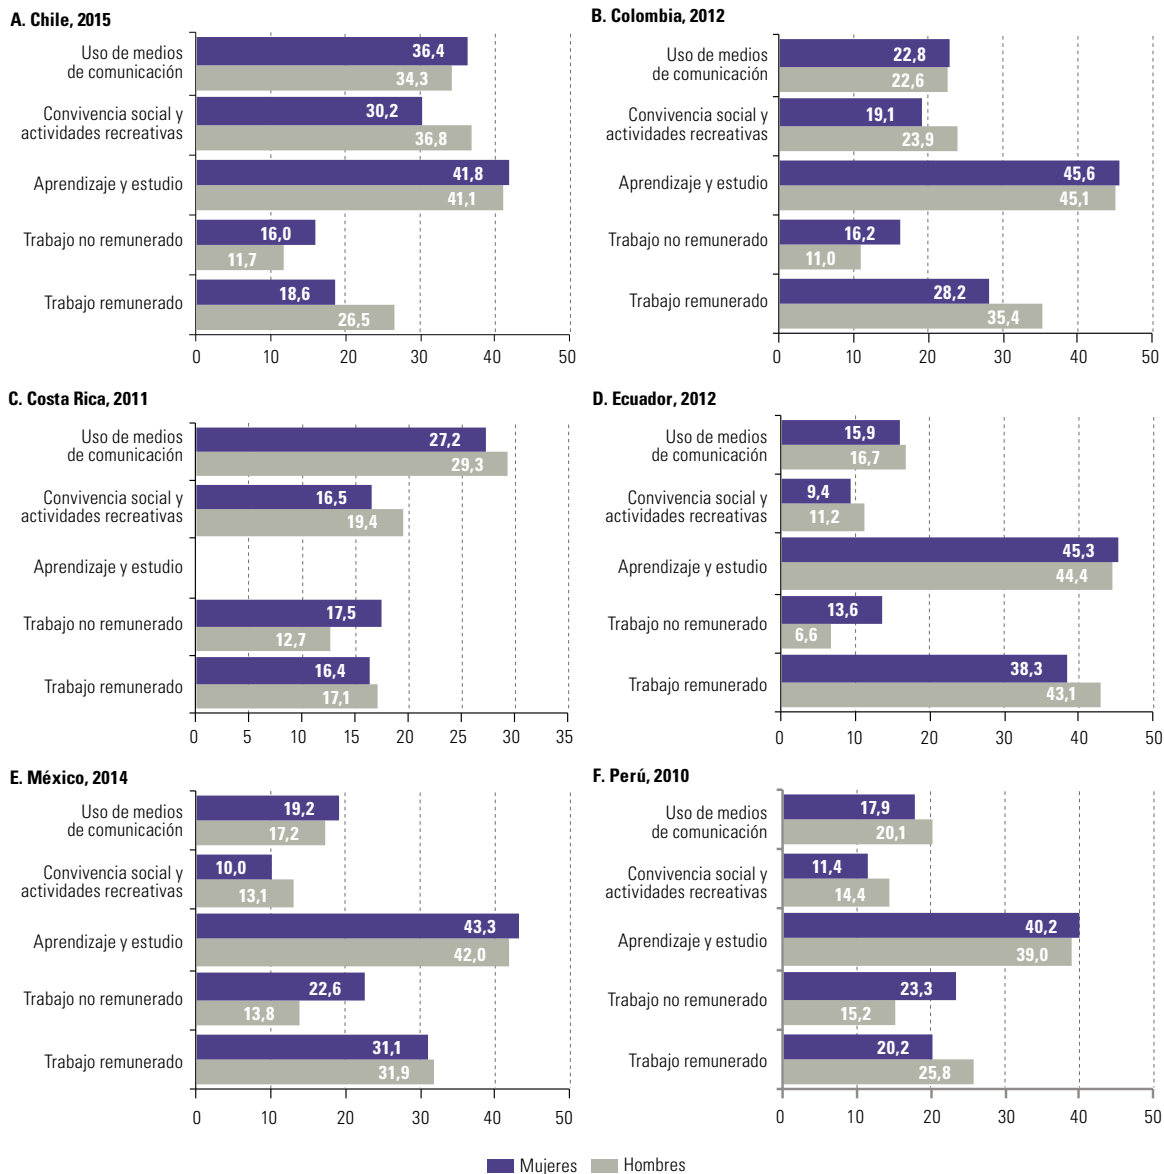 A. Chile, 2015
Uso de medios
de comunicación
36,4
34,3
Convivencia social y
actividades recreativas
30,2
36,8
Aprendizaje y estudio
41,8
41,1
Trabajo no remunerado
16,0
11,7
Trabajo remunerado
18,6
26,5
0 10 20 30 40 50
B. Colombia, 2012
Uso de medios
de comunicación
22,8
22,6
Convivencia social y
actividades recreativas
19,1
23,9
Aprendizaje y estudio
45,6
45,1
Trabajo no remunerado
16,2
11,0
Trabajo remunerado
28,2
35,4
0 10 20 30 40 50
C. Costa Rica, 2011
Uso de medios
de comunicación
27,2
29,3
Convivencia social y
actividades recreativas
16,5
19,4
Aprendizaje y estudio
Trabajo no remunerado
17,5
12,7
Trabajo remunerado
16,4
17,1
0 5 10 15 20 25 30 35
D. Ecuador, 2012
Uso de medios
de comunicación
15,9
16,7
Convivencia social y
actividades recreativas
9,4
11,2
Aprendizaje y estudio
45,3
44,4
Trabajo no remunerado
13,6
6,6
Trabajo remunerado
38,3
43,1
0 10 20 30 40 50
E. México, 2014
Uso de medios
de comunicación
19,2
17,2
Convivencia social y
actividades recreativas
10,0
13,1
Aprendizaje y estudio
43,3
42,0
Trabajo no remunerado
22,6
13,8
Trabajo remunerado
31,1
31,9
0 10 20 30 40 50
F. Perú, 2010
Uso de medios
de comunicación
17,9
20,1
Convivencia social y
actividades recreativas
11,4
14,4
Aprendizaje y estudio
40,2
39,0
Trabajo no remunerado
23,3
15,2
Trabajo remunerado
20,2
25,8
0 10 20 30 40 50
Mujeres Hombres